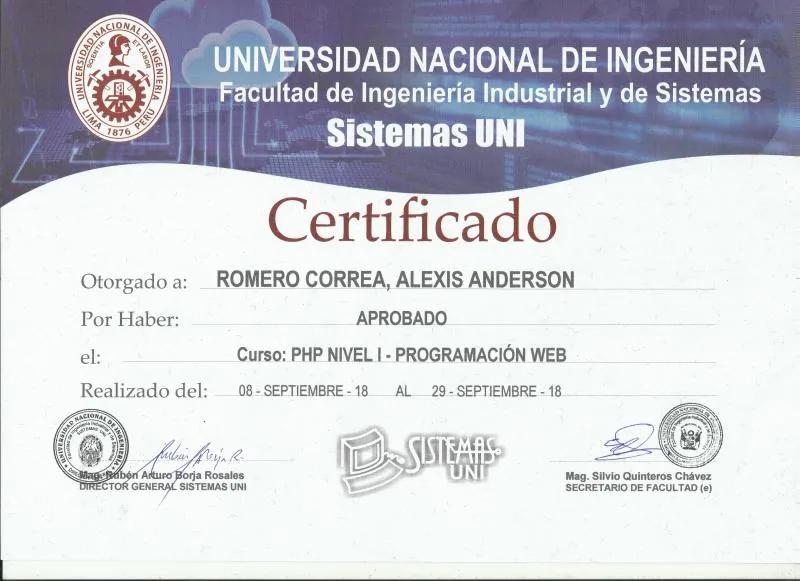 UNIVERSIDAD NACIONAL DE INGENIERÍA
SCIENTIA ET LABOR
LIMA 1876 PERU
UNIVERSIDAD NACIONAL DE INGENIERÍA
Facultad de Ingeniería Industrial y de Sistemas
Sistemas UNI
Certificado
Otorgado a: ROMERO CORREA, ALEXIS ANDERSON
Por Haber: APROBADO
el: Curso: PHP NIVEL I - PROGRAMACIÓN WEB
Realizado del: 08 - SEPTIEMBRE - 18 AL 29 - SEPTIEMBRE - 18
UNIVERSIDAD NACIONAL DE INGENIERIA
SISTEMAS
UNI
Mag. Rubén Arturo Borja Rosales
DIRECTOR GENERAL SISTEMAS UNI
Mag. Silvio Quinteros Chávez
SECRETARIO DE FACULTAD (e)